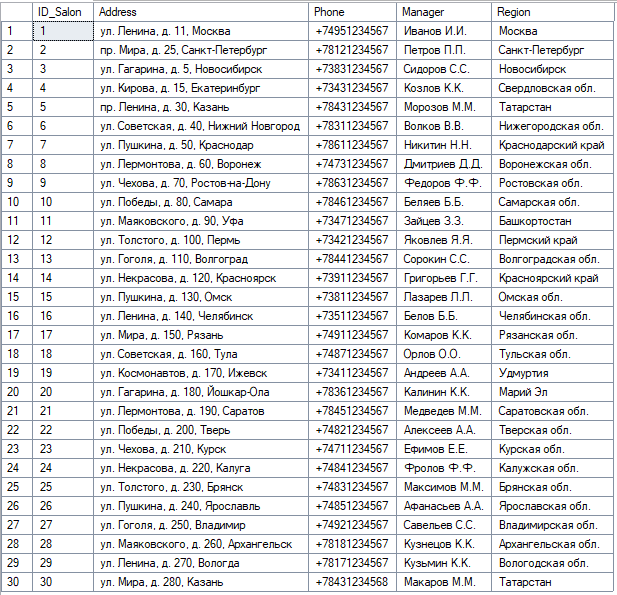 ID_Salon Address Phone Manager Region
1 1 ул. Ленина, д. 11, Москва +74951234567 Иванов И.И. Москва
2 2 пр. Мира, д. 25, Санкт-Петербург +78121234567 Петров П.П. Санкт-Петербург
3 3 ул. Гагарина, д. 5, Новосибирск +73831234567 Сидоров С.С. Новосибирск
4 4 ул. Кирова, д. 15, Екатеринбург +73431234567 Козлов К.К. Свердловская обл.
5 5 пр. Ленина, д. 30, Казань +78431234567 Морозов М.М. Татарстан
6 6 ул. Советская, д. 40, Нижний Новгород +78311234567 Волков В.В. Нижегородская обл.
7 7 ул. Пушкина, д. 50, Краснодар +78611234567 Никитин Н.Н. Краснодарский край
8 8 ул. Лермонтова, д. 60, Воронеж +74731234567 Дмитриев Д.Д. Воронежская обл.
9 9 ул. Чехова, д. 70, Ростов-на-Дону +78631234567 Федоров Ф.Ф. Ростовская обл.
10 10 ул. Победы, д. 80, Самара +78461234567 Беляев Б.Б. Самарская обл.
11 11 ул. Маяковского, д. 90, Уфа +73471234567 Зайцев З.З. Башкортостан
12 12 ул. Толстого, д. 100, Пермь +73421234567 Яковлев Я.Я. Пермский край
13 13 ул. Гоголя, д. 110, Волгоград +78441234567 Сорокин С.С. Волгоградская обл.
14 14 ул. Некрасова, д. 120, Красноярск +73911234567 Григорьев Г.Г. Красноярский край
15 15 ул. Пушкина, д. 130, Омск +73811234567 Лазарев Л.Л. Омская обл.
16 16 ул. Ленина, д. 140, Челябинск +73511234567 Белов Б.Б. Челябинская обл.
17 17 ул. Мира, д. 150, Рязань +74911234567 Комаров К.К. Рязанская обл.
18 18 ул. Советская, д. 160, Тула +74871234567 Орлов О.О. Тульская обл.
19 19 ул. Космонавтов, д. 170, Ижевск +73411234567 Андреев А.А. Удмуртия
20 20 ул. Гагарина, д. 180, Йошкар-Ола +78361234567 Калинин К.К. Марий Эл
21 21 ул. Лермонтова, д. 190, Саратов +78451234567 Медведев М.М. Саратовская обл.
22 22 ул. Победы, д. 200, Тверь +74821234567 Алексеев А.А. Тверская обл.
23 23 ул. Чехова, д. 210, Курск +74711234567 Ефимов Е.Е. Курская обл.
24 24 ул. Некрасова, д. 220, Калуга +74841234567 Фролов Ф.Ф. Калужская обл.
25 25 ул. Толстого, д. 230, Брянск +74831234567 Максимов М.М. Брянская обл.
26 26 ул. Пушкина, д. 240, Ярославль +74851234567 Афанасьев А.А. Ярославская обл.
27 27 ул. Гоголя, д. 250, Владимир +74921234567 Савельев С.С. Владимирская обл.
28 28 ул. Маяковского, д. 260, Архангельск +78181234567 Кузнецов К.К. Архангельская обл.
29 29 ул. Ленина, д. 270, Вологда +78171234567 Кузьмин К.К. Вологодская обл.
30 30 ул. Мира, д. 280, Казань +78431234568 Макаров М.М. Татарстан